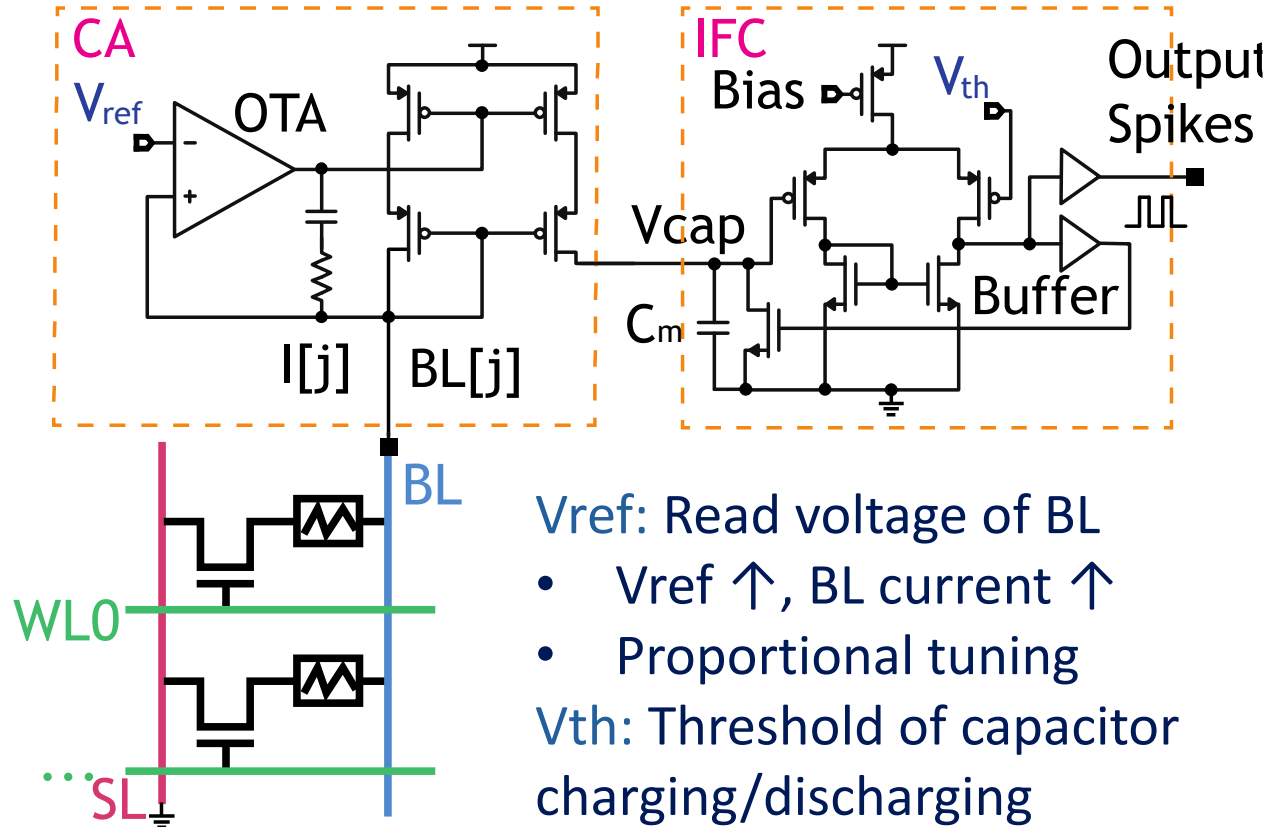 CA
Vref
OTA
−
+
I[j]
BL[j]
IFC
Bias
Vth
Output
Spikes
Vcap
Cm
Buffer
BL
WL0
...
SL
Vref: Read voltage of BL
• Vref ↑, BL current ↑
• Proportional tuning
Vth: Threshold of capacitor
charging/discharging